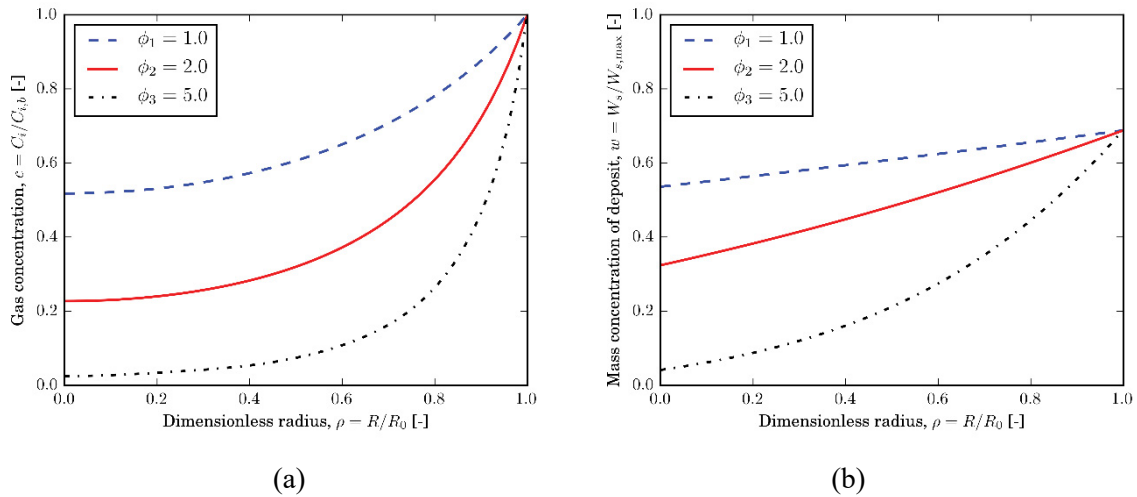 Gas concentration, c = C_i/C_{i,b} [-]
1.0
0.8
0.6
0.4
0.2
0.0
ϕ₁ = 1.0
ϕ₂ = 2.0
ϕ₃ = 5.0
0.0 0.2 0.4 0.6 0.8 1.0
Dimensionless radius, ρ = R/R₀ [-]
(a)
Mass concentration of deposit, w = W_s/W_{s,max} [-]
1.0
0.8
0.6
0.4
0.2
0.0
ϕ₁ = 1.0
ϕ₂ = 2.0
ϕ₃ = 5.0
0.0 0.2 0.4 0.6 0.8 1.0
Dimensionless radius, ρ = R/R₀ [-]
(b)